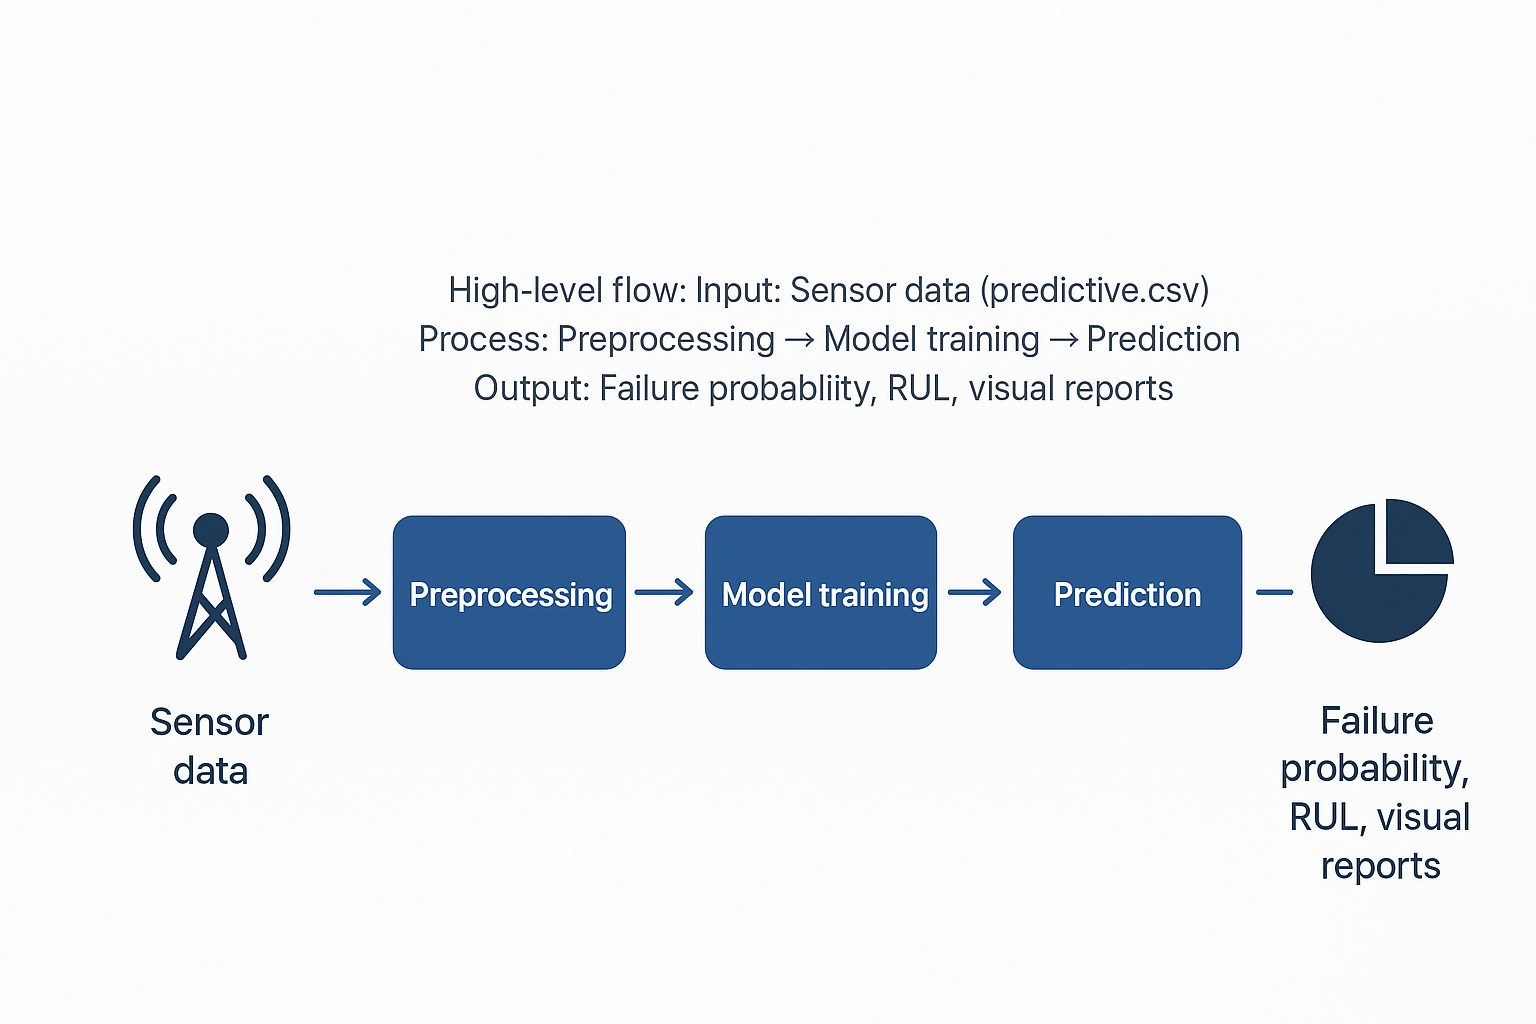 High-level flow: Input: Sensor data (predictive.csv)
Process: Preprocessing → Model training → Prediction
Output: Failure probabliity, RUL, visual reports
Preprocessing
Model training
Prediction
Sensor
data
Failure
probability,
RUL, visual
reports